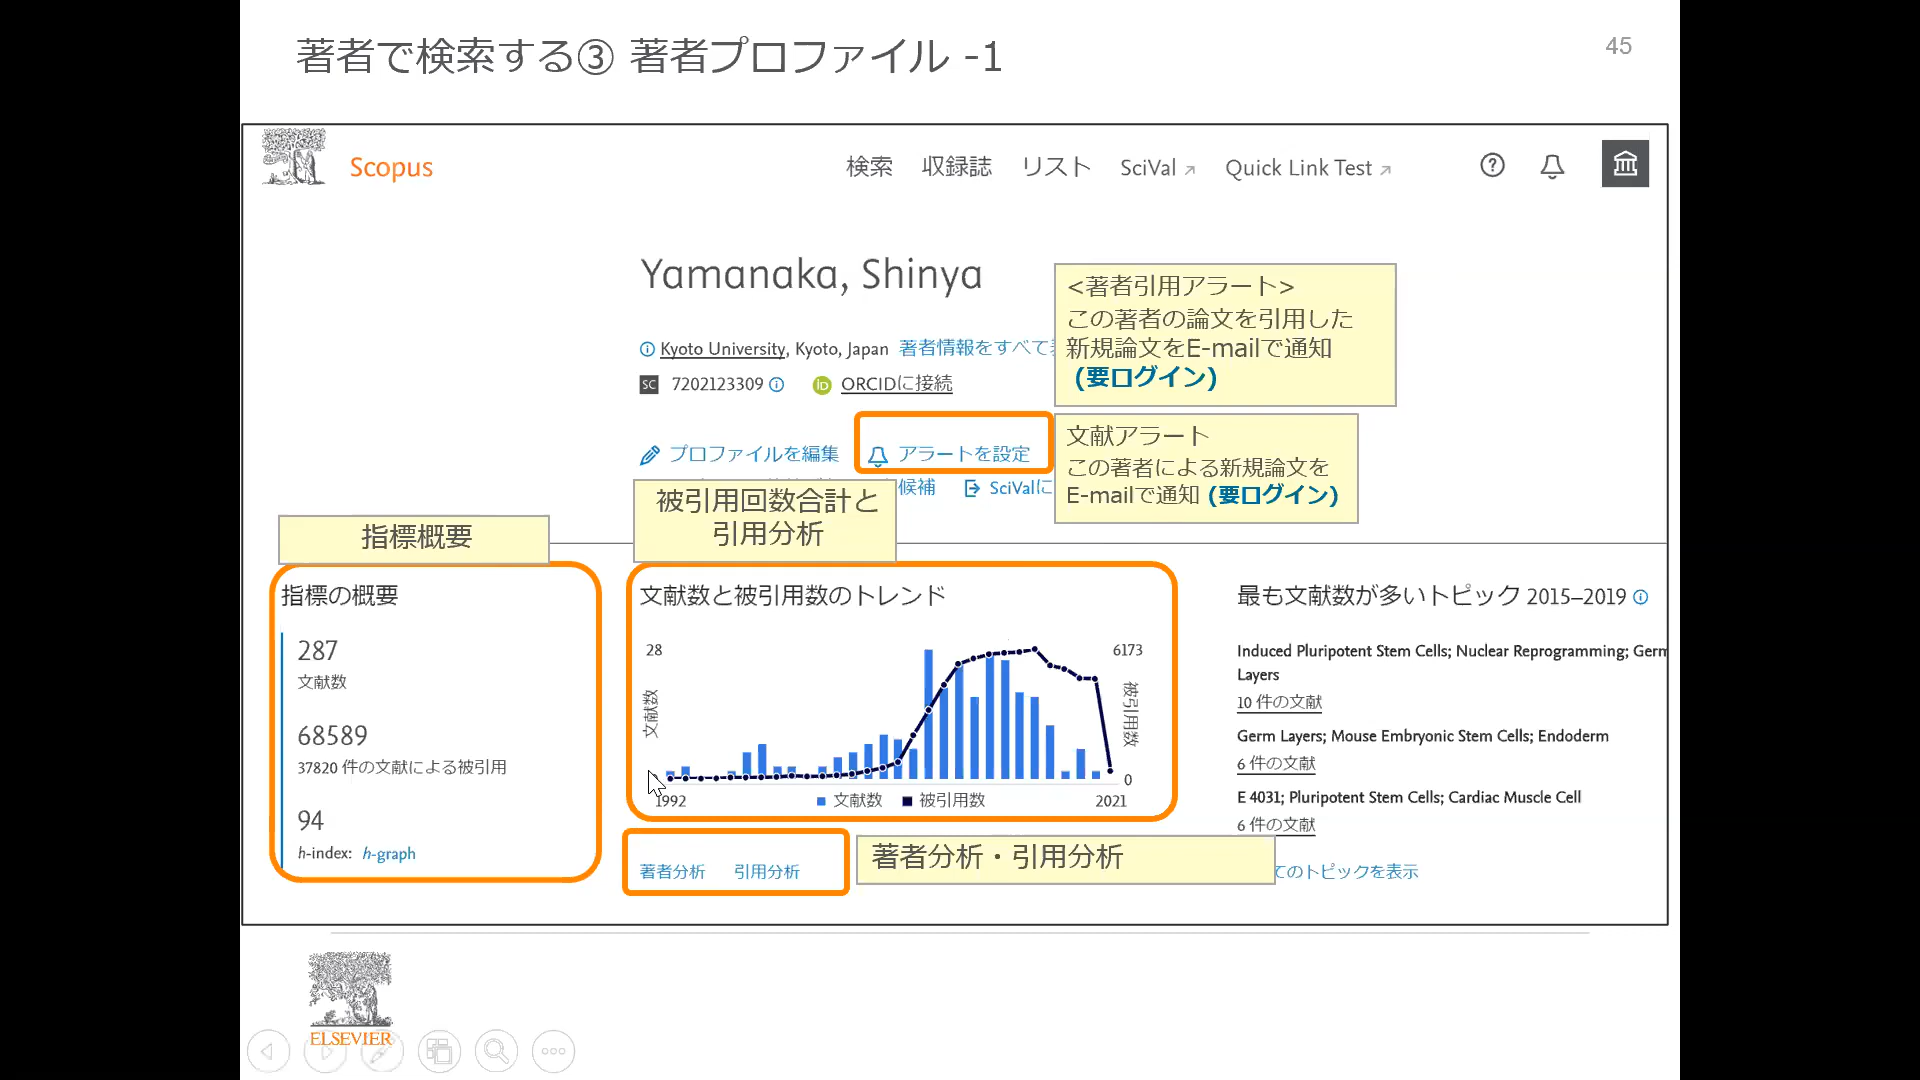 著者で検索する③ 著者プロファイル -1
45
Scopus
検索 収録誌 リスト SciVal Quick Link Test
Yamanaka, Shinya
Kyoto University, Kyoto, Japan 著者情報をすべて
SC 7202123309 iD ORCIDに接続
プロファイルを編集 アラートを設定
候補 SciValに
<著者引用アラート>
この著者の論文を引用した
新規論文をE-mailで通知
(要ログイン)
文献アラート
この著者による新規論文を
E-mailで通知 (要ログイン)
指標概要
被引用回数合計と
引用分析
指標の概要
287
文献数
68589
37820 件の文献による被引用
94
h-index: h-graph
文献数と被引用数のトレンド
28
6173
文献数
被引用数
0
1992
2021
文献数 被引用数
著者分析 引用分析
著者分析・引用分析
最も文献数が多いトピック 2015–2019
Induced Pluripotent Stem Cells; Nuclear Reprogramming; Germ
Layers
10 件の文献
Germ Layers; Mouse Embryonic Stem Cells; Endoderm
6 件の文献
E 4031; Pluripotent Stem Cells; Cardiac Muscle Cell
6 件の文献
てのトピックを表示
ELSEVIER